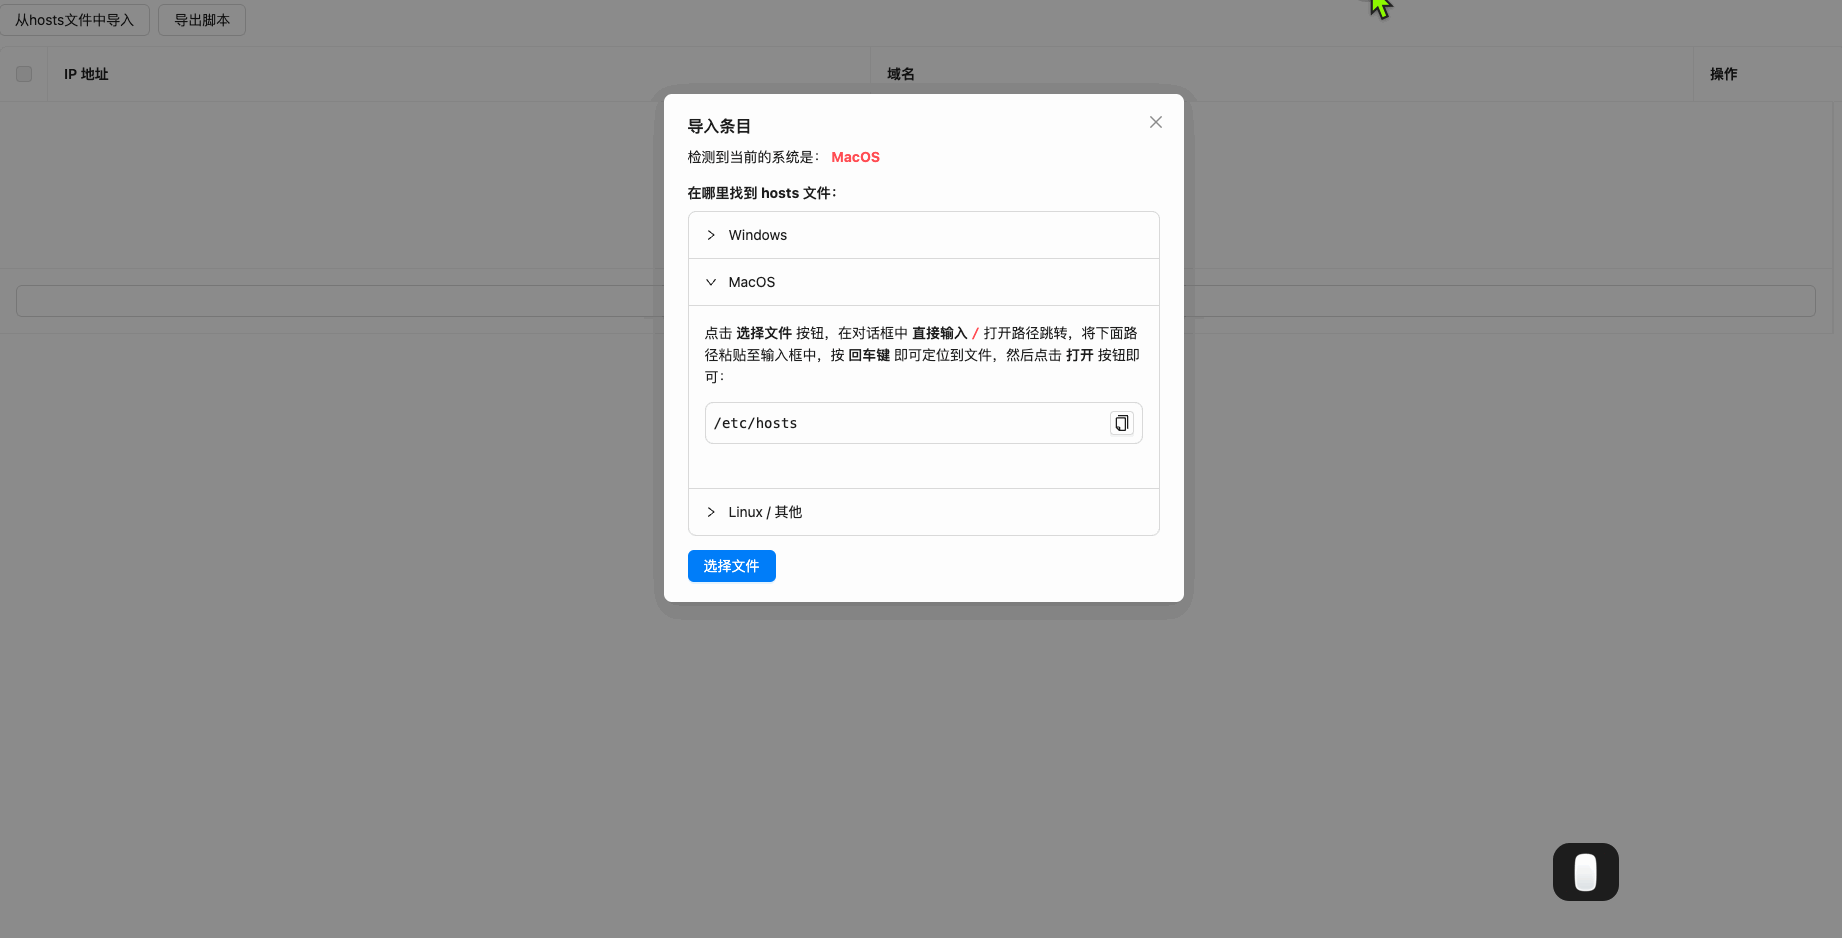 从hosts文件中导入
导出脚本
IP 地址
域名
操作
导入条目
检测到当前的系统是： MacOS
在哪里找到 hosts 文件：
Windows
MacOS
点击 选择文件 按钮，在对话框中 直接输入 / 打开路径跳转，将下面路
径粘贴至输入框中，按 回车键 即可定位到文件，然后点击 打开 按钮即
可：
/etc/hosts
Linux / 其他
选择文件